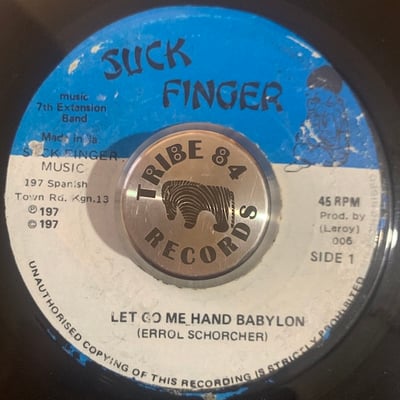 SUCK
FINGER
music
7th Extansion
Band
Made in Ja
SUCK FINGER
MUSIC
197 Spanish
Town Rd. Kgn.13
℗ 197
© 197
TRIBE 84
RECORDS
45 RPM
Prod. by
(Leroy)
006
SIDE 1
LET GO ME HAND BABYLON
(ERROL SCHORCHER)
UNAUTHORISED COPYING OF THIS RECORDING IS STRICTLY PROHIBITED